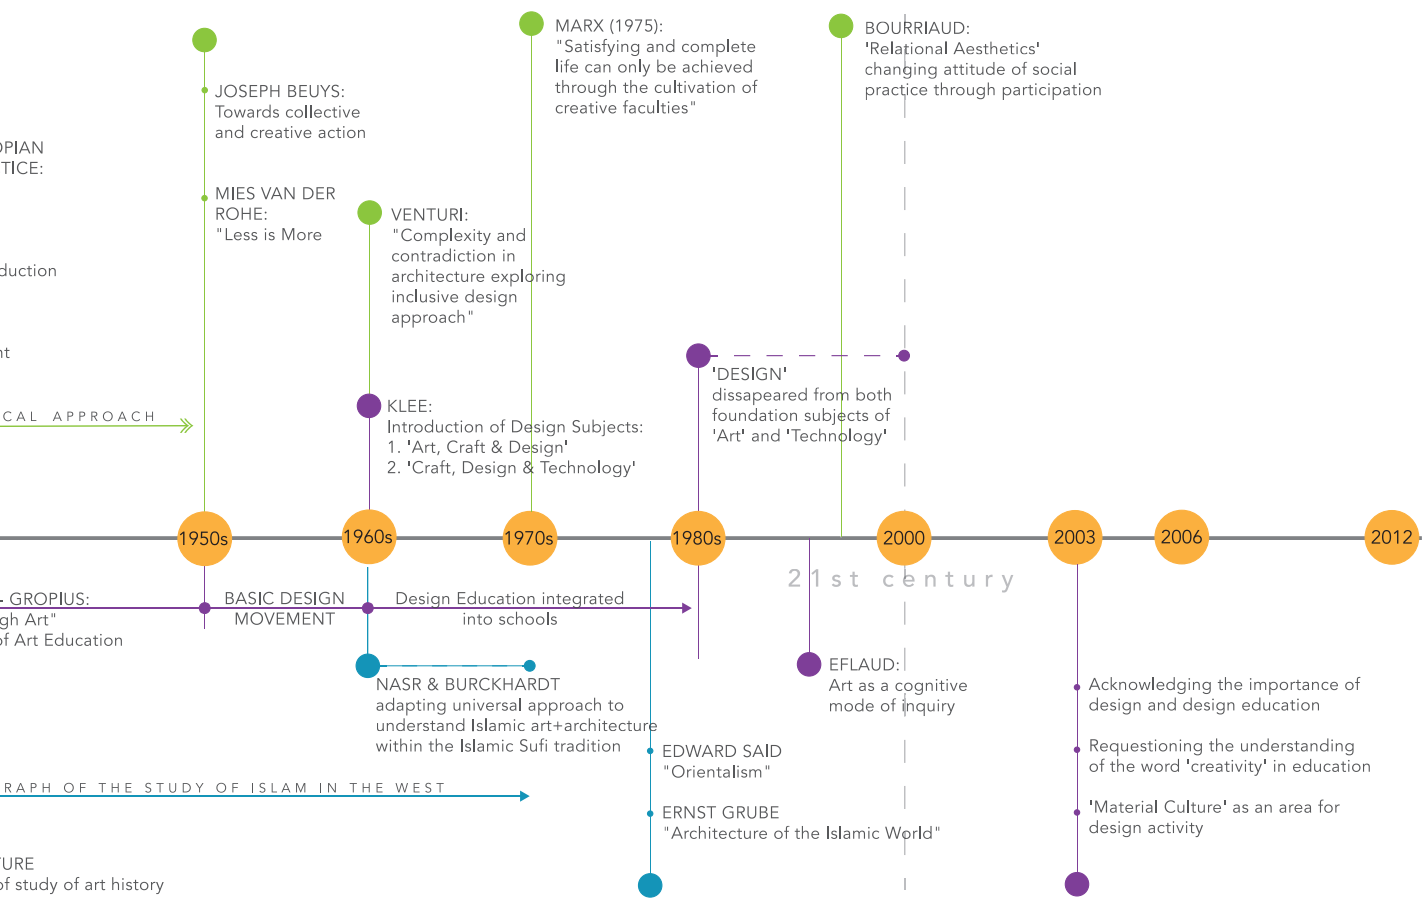 MARX (1975):
"Satisfying and complete
life can only be achieved
through the cultivation of
creative faculties"
BOURRIAUD:
'Relational Aesthetics'
changing attitude of social
practice through participation
JOSEPH BEUYS:
Towards collective
and creative action
OPIAN
TICE:
MIES VAN DER
ROHE:
"Less is More
VENTURI:
"Complexity and
contradiction in
architecture exploring
inclusive design
approach"
duction
nt
'DESIGN'
dissapeared from both
foundation subjects of
'Art' and 'Technology'
CAL APPROACH
KLEE:
Introduction of Design Subjects:
1. 'Art, Craft & Design'
2. 'Craft, Design & Technology'
1950s
1960s
1970s
1980s
2000
2003
2006
2012
21st century
- GROPIUS:
gh Art"
of Art Education
BASIC DESIGN
MOVEMENT
Design Education integrated
into schools
NASR & BURCKHARDT
adapting universal approach to
understand Islamic art+architecture
within the Islamic Sufi tradition
EFLAUD:
Art as a cognitive
mode of inquiry
Acknowledging the importance of
design and design education
Requestioning the understanding
of the word 'creativity' in education
'Material Culture' as an area for
design activity
EDWARD SAID
"Orientalism"
ERNST GRUBE
"Architecture of the Islamic World"
RAPH OF THE STUDY OF ISLAM IN THE WEST
TURE
of study of art history